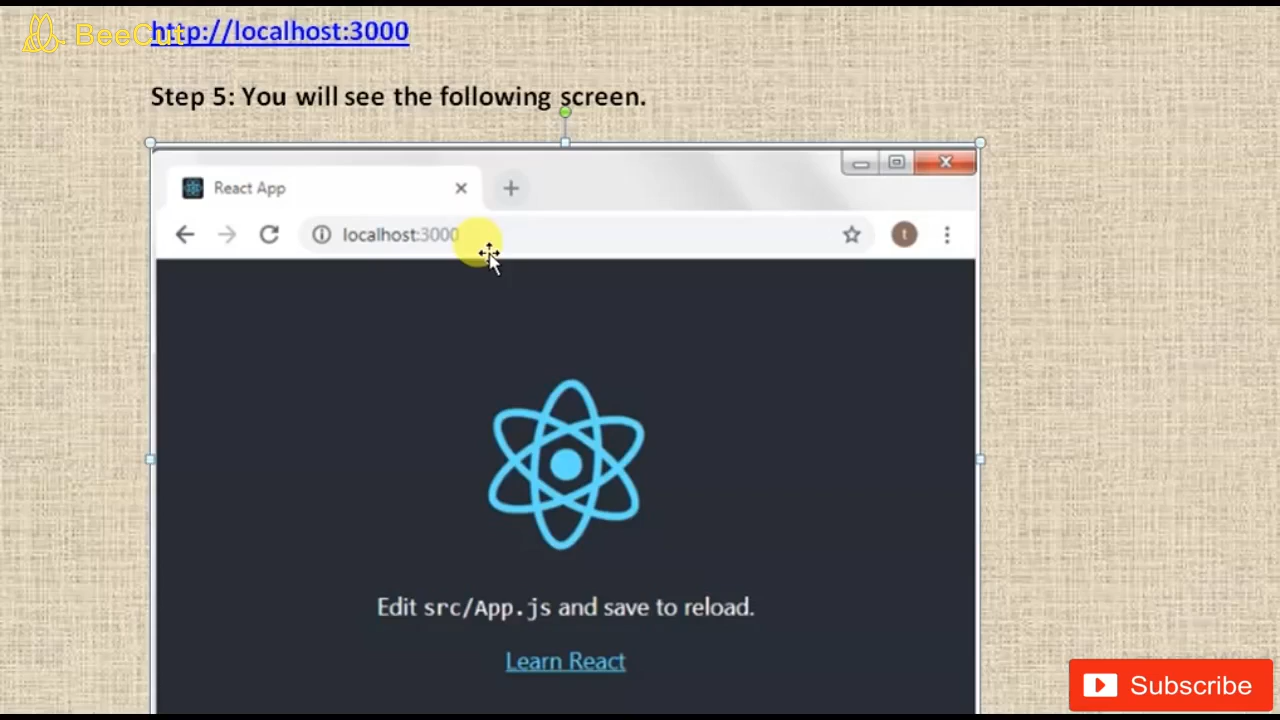 BeeCut
http://localhost:3000
Step 5: You will see the following screen.
React App
localhost:3000
t
Edit src/App.js and save to reload.
Learn React
Subscribe